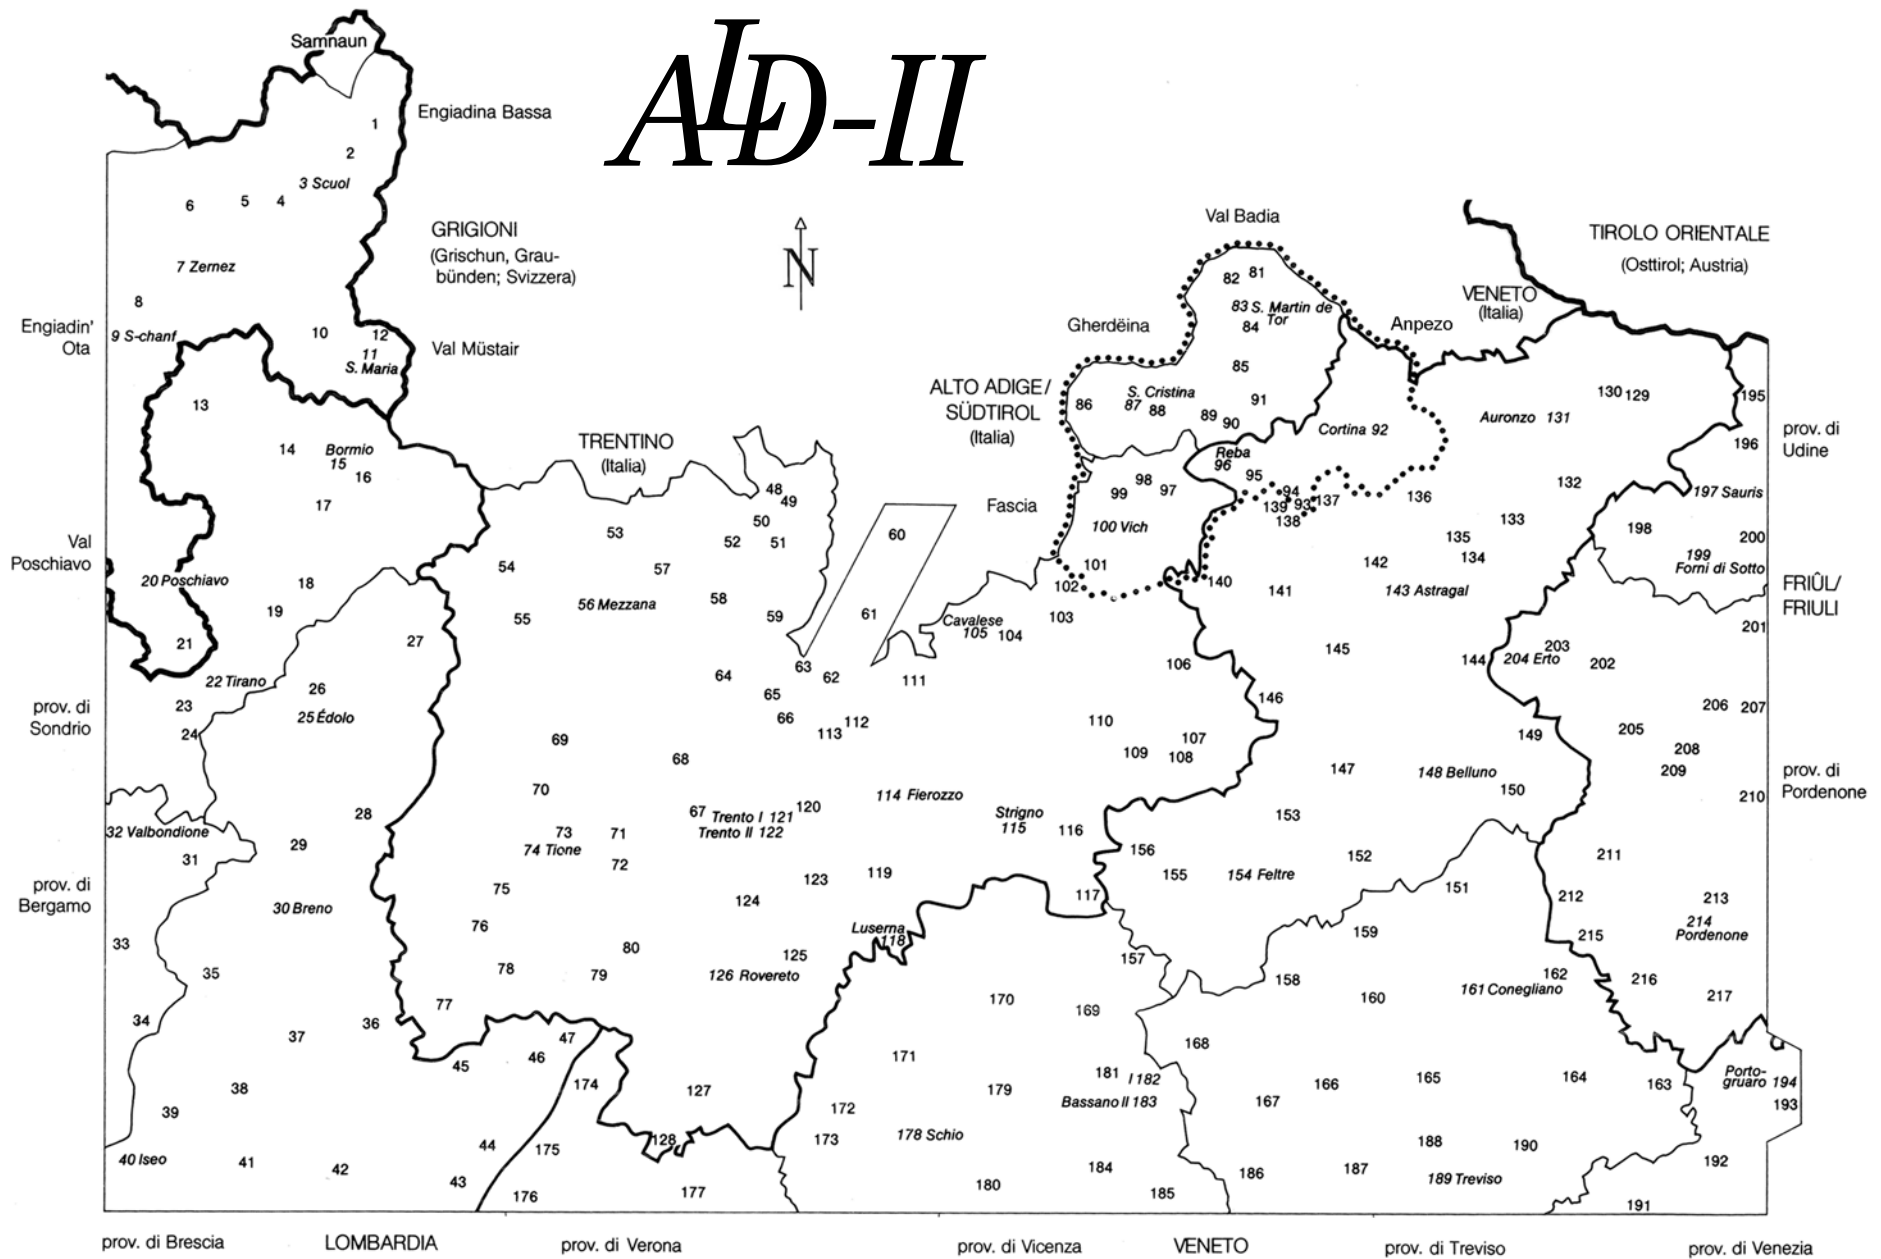 ALD-II
Samnaun
Engiadina Bassa
1
2
3 Scuol
6
5
4
GRIGIONI
(Grischun, Grau-
bünden; Svizzera)
7 Zernez
8
Engiadin'
Ota
9 S-chanf
10
12
11
S. Maria
Val Müstair
N
Val Badia
82
81
83 S. Martin de
Tor
84
85
Gherdëina
Anpezo
VENETO
(Italia)
TIROLO ORIENTALE
(Osttirol; Austria)
ALTO ADIGE/
SÜDTIROL
(Italia)
S. Cristina
86
87
88
89
90
91
Cortina 92
Auronzo 131
130
129
195
196
prov. di
Udine
13
14
Bormio
15
16
17
TRENTINO
(Italia)
48
49
50
51
52
53
54
55
56 Mezzana
57
58
59
60
61
Fascia
Reba
96
95
94
93
98
99
97
100 Vich
101
102
103
139
138
137
136
135
134
133
132
197 Sauris
198
199
Forni di Sotto
200
Val
Poschiavo
20 Poschiavo
18
19
21
27
22 Tirano
23
24
26
25 Édolo
prov. di
Sondrio
Cavalese
105
104
140
141
142
143 Astragal
FRIÛL/
FRIULI
201
203
204 Erto
202
144
145
106
146
63
62
64
65
66
111
112
113
110
109
107
108
69
68
70
149
205
206
207
208
209
147
148 Belluno
150
210
prov. di
Pordenone
32 Valbondione
31
28
29
30 Breno
73
74 Tione
71
72
75
76
67
Trento I 121
Trento II 122
120
114 Fierozzo
Strigno
115
116
123
119
124
117
153
156
155
154 Feltre
152
151
211
212
213
214
Pordenone
215
216
217
prov. di
Bergamo
33
35
34
36
37
38
39
40 Iseo
41
42
43
44
45
46
47
77
78
79
80
Luserna
118
125
126 Rovereto
157
158
159
160
161 Conegliano
162
170
169
168
171
172
173
174
175
176
177
127
128
178 Schio
179
180
181
I 182
Bassano II 183
184
185
186
187
188
189 Treviso
190
167
166
165
164
163
Porto-
gruaro 194
193
192
191
prov. di Brescia
LOMBARDIA
prov. di Verona
prov. di Vicenza
VENETO
prov. di Treviso
prov. di Venezia